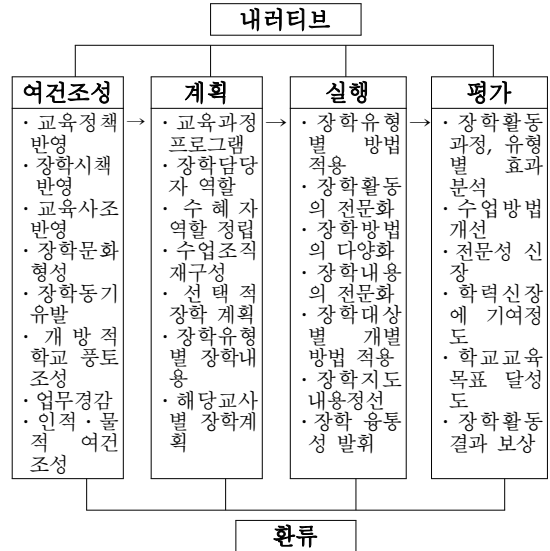 내러티브
여건조성
· 교육정책
반영
· 장학시책
반영
· 교육사조
반영
· 장학문화
형성
· 장학동기
유발
· 개 방 적
학교 풍토
조성
· 업무경감
· 인적 · 물
적 여건
조성
→
계획
· 교육과정
프로그램
· 장학담당
자 역할
· 수 혜 자
역할 정립
· 수업조직
재구성
· 선 택 적
장학 계획
· 장학유형
별 장학내
용
· 해당교사
별 장학계
획
→
실행
· 장학유형
별 방법
적용
· 장학활동
의 전문화
· 장학방법
의 다양화
· 장학내용
의 전문화
· 장학대상
별 개별
방법 적용
· 장학지도
내용정선
· 장학 융통
성 발휘
→
평가
· 장학활동
과정, 유형
별 효과
분석
· 수업방법
개선
· 전문성 신
장
· 학력신장
에 기여정
도
· 학교교육
목표 달성
도
· 장학활동
결과 보상
환류